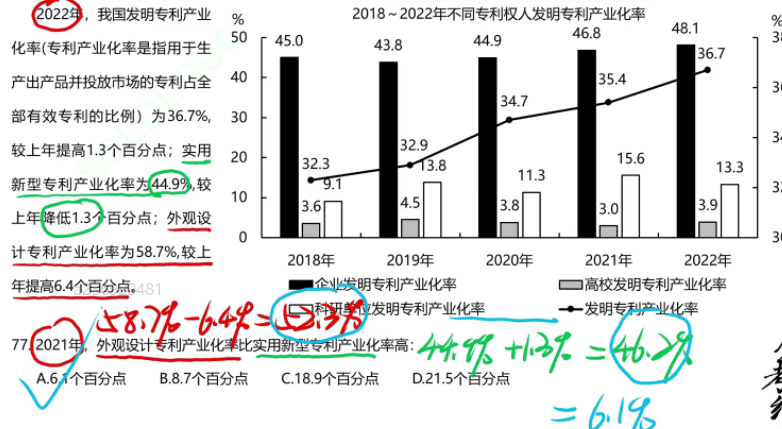 2022年，我国发明专利产业
化率(专利产业化率是指用于生
产出产品并投放市场的专利占全
部有效专利的比例）为36.7%,
较上年提高1.3个百分点；实用
新型专利产业化率为44.9%,较
上年降低1.3个百分点；外观设
计专利产业化率为58.7%,较上
年提高6.4个百分点。
% 2018～2022年不同专利权人发明专利产业化率 %
50 45.0 43.8 44.9 46.8 48.1 38
40 36.7 36
35.4
34.7
30 32.3 32.9 34
20 9.1 13.8 11.3 15.6 13.3 32
10 3.6 4.5 3.8 3.0 3.9
0 30
2018年 2019年 2020年 2021年 2022年
企业发明专利产业化率 高校发明专利产业化率
科研单位发明专利产业化率 发明专利产业化率
58.7%-6.4%=52.3%
77.2021年，外观设计专利产业化率比实用新型专利产业化率高：
44.9%+1.3%=46.2%
A.6.1个百分点 B.8.7个百分点 C.18.9个百分点 D.21.5个百分点
=6.1%